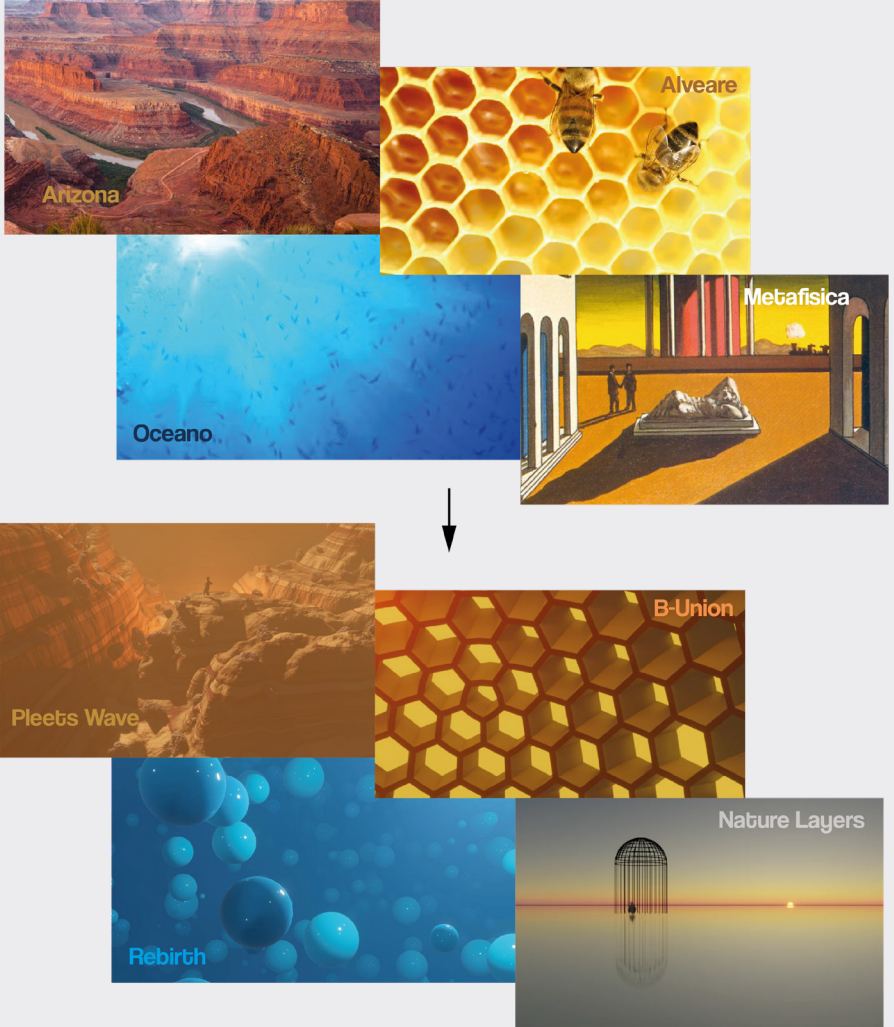 Arizona
Alveare
Oceano
Metafisica
Pleets Wave
B-Union
Rebirth
Nature Layers